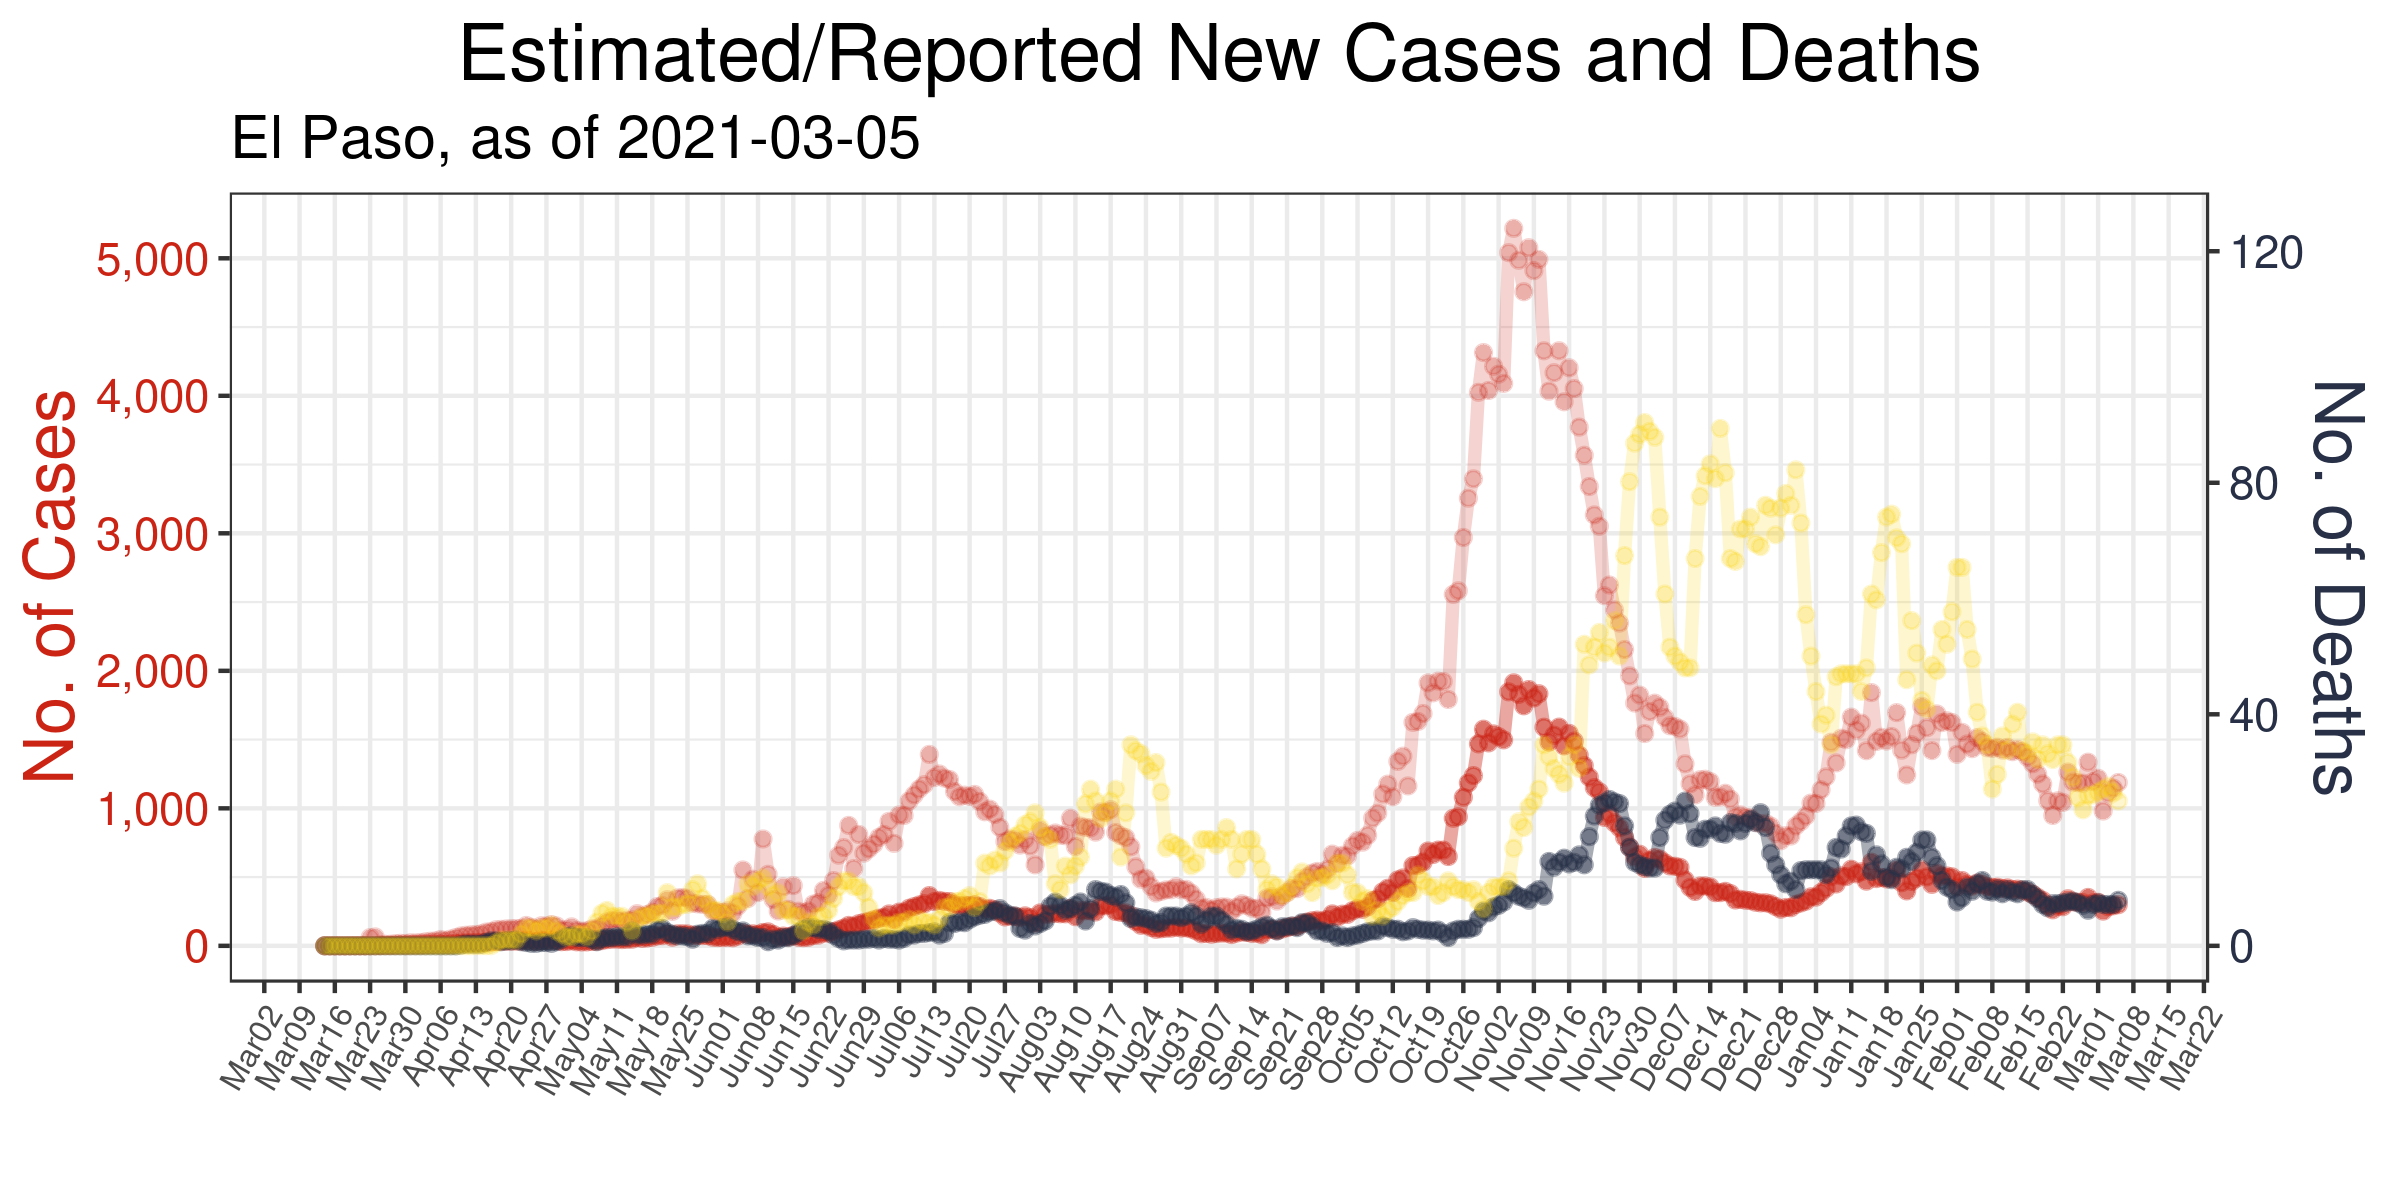 Estimated/Reported New Cases and Deaths
El Paso, as of 2021-03-05
No. of Cases
5,000
4,000
3,000
2,000
1,000
0
120
80
40
0
No. of Deaths
Mar02
Mar09
Mar16
Mar23
Mar30
Apr06
Apr13
Apr20
Apr27
May04
May11
May18
May25
Jun01
Jun08
Jun15
Jun22
Jun29
Jul06
Jul13
Jul20
Jul27
Aug03
Aug10
Aug17
Aug24
Aug31
Sep07
Sep14
Sep21
Sep28
Oct05
Oct12
Oct19
Oct26
Nov02
Nov09
Nov16
Nov23
Nov30
Dec07
Dec14
Dec21
Dec28
Jan04
Jan11
Jan18
Jan25
Feb01
Feb08
Feb15
Feb22
Mar01
Mar08
Mar15
Mar22